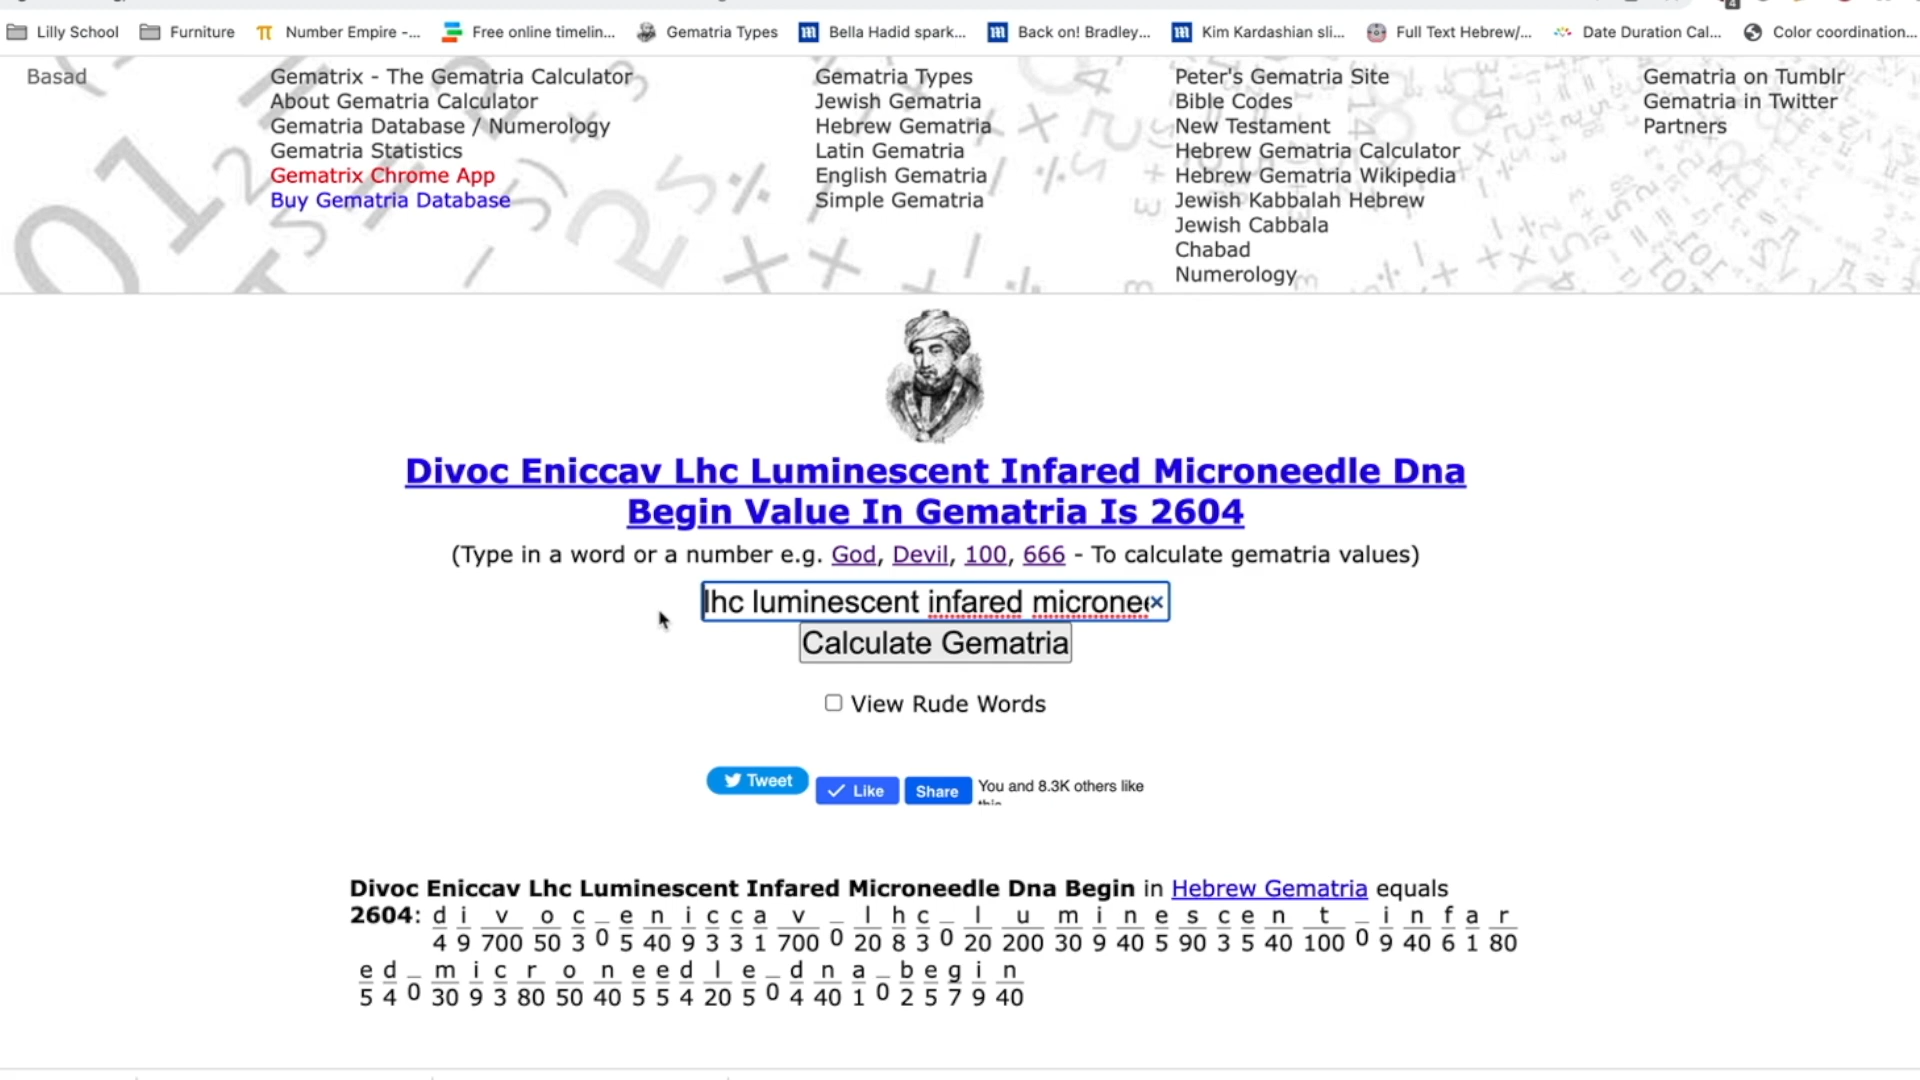 Lilly School Furniture Number Empire -... Free online timelin... Gematria Types Bella Hadid spark... Back on! Bradley... Kim Kardashian sli... Full Text Hebrew/... Date Duration Cal... Color coordination...
Basad
Gematrix - The Gematria Calculator
About Gematria Calculator
Gematria Database / Numerology
Gematria Statistics
Gematrix Chrome App
Buy Gematria Database
Gematria Types
Jewish Gematria
Hebrew Gematria
Latin Gematria
English Gematria
Simple Gematria
Peter's Gematria Site
Bible Codes
New Testament
Hebrew Gematria Calculator
Hebrew Gematria Wikipedia
Jewish Kabbalah Hebrew
Jewish Cabbala
Chabad
Numerology
Gematria on Tumblr
Gematria in Twitter
Partners
Divoc Eniccav Lhc Luminescent Infared Microneedle Dna
Begin Value In Gematria Is 2604
(Type in a word or a number e.g. God, Devil, 100, 666 - To calculate gematria values)
lhc luminescent infared micronee
Calculate Gematria
View Rude Words
Tweet Like Share You and 8.3K others like
Divoc Eniccav Lhc Luminescent Infared Microneedle Dna Begin in Hebrew Gematria equals
2604: d i v o c _ e n i c c a v _ l h c _ l u m i n e s c e n t _ i n f a r
4 9 700 50 3 0 5 40 9 3 3 1 700 0 20 8 3 0 20 200 30 9 40 5 90 3 5 40 100 0 9 40 6 1 80
e d _ m i c r o n e e d l e _ d n a _ b e g i n
5 4 0 30 9 3 80 50 40 5 5 4 20 5 0 4 40 1 0 2 5 7 9 40